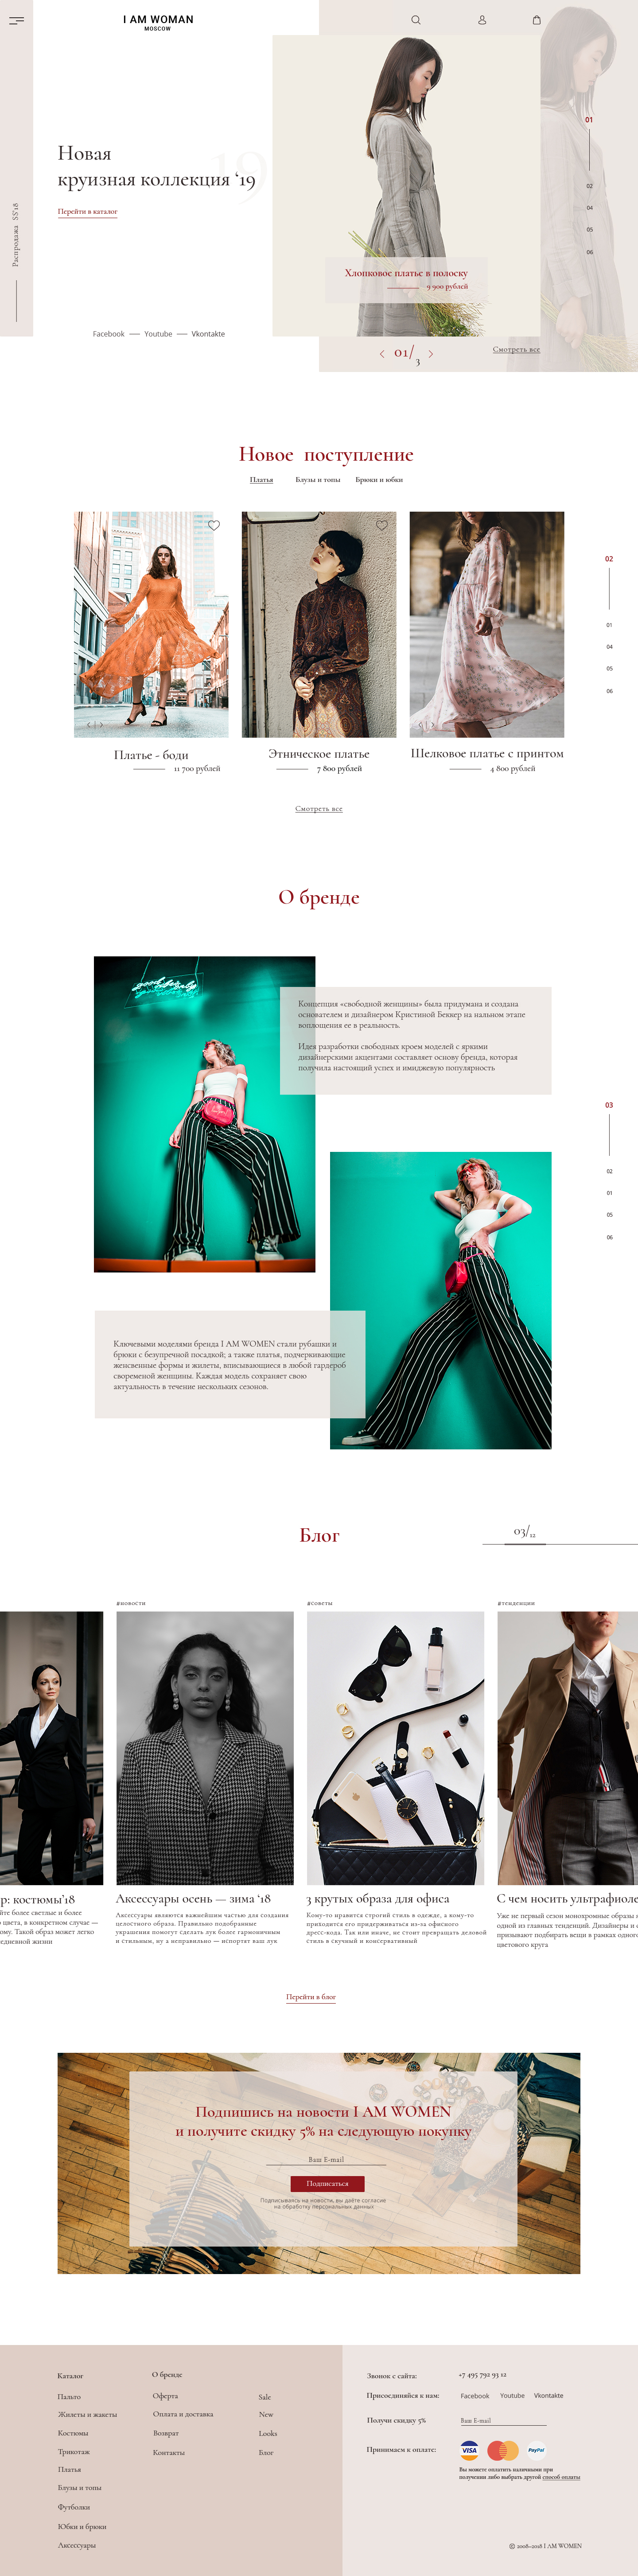 I AM WOMAN
MOSCOW
Распродажа SS'18
19
Новая
круизная коллекция ‘19
Перейти в каталог
Facebook — Youtube — Vkontakte
Хлопковое платье в полоску
9 900 рублей
01/3
Смотреть все
01
02
04
05
06
Новое поступление
Платья Блузы и топы Брюки и юбки
Платье - боди
11 700 рублей
Этническое платье
7 800 рублей
Шелковое платье с принтом
4 800 рублей
02
01
04
05
06
Смотреть все
О бренде
Концепция «свободной женщины» была придумана и создана
основателем и дизайнером Кристиной Беккер на нальном этапе
воплощения ее в реальность.
Идея разработки свободных кроем моделей с яркими
дизайнерскими акцентами составляет основу бренда, которая
получила настоящий успех и имиджевую популярность
03
02
01
05
06
Ключевыми моделями бренда I AM WOMEN стали рубашки и
брюки с безупречной посадкой; а также платья, подчеркивающие
женсвенные формы и жилеты, вписывающиеся в любой гардероб
своременой женщины. Каждая модель сохраняет свою
актуальность в течение нескольких сезонов.
Блог
03/12
р: костюмы’18
йте более светлые и более
цвета, в конкретном случае —
ому. Такой образ может легко
едневной жизни
#новости
Аксессуары осень — зима ‘18
Аксессуары являются важнейшим частью для создания
целостного образа. Правильно подобранные
украшения помогут сделать лук более гармоничным
и стильным, ну а неправильно — испортят ваш лук
#советы
3 крутых образа для офиса
Кому-то нравится строгий стиль в одежде, а кому-то
приходится его придерживаться из-за офисного
дресс-кода. Так или иначе, не стоит превращать деловой
стиль в скучный и консервативный
#тенденции
С чем носить ультрафиоле
Уже не первый сезон монохромные образы
одной из главных тенденций. Дизайнеры и
призывают подбирать вещи в рамках одного
цветового круга
Перейти в блог
Подпишись на новости I AM WOMEN
и получите скидку 5% на следующую покупку
Ваш E-mail
Подписаться
Подписываясь на новости, вы даёте согласие
на обработку персональных данных
Каталог
Пальто
Жилеты и жакеты
Костюмы
Трикотаж
Платья
Блузы и топы
Футболки
Юбки и брюки
Аксессуары
О бренде
Оферта
Оплата и доставка
Возврат
Контакты
Sale
New
Looks
Блог
Звонок с сайта: +7 495 792 93 12
Присоединяйся к нам: Facebook Youtube Vkontakte
Получи скидку 5% Ваш E-mail
Принимаем к оплате: VISA PayPal
Вы можете оплатить наличными при
получении либо выбрать другой способ оплаты
© 2008-2018 I AM WOMEN